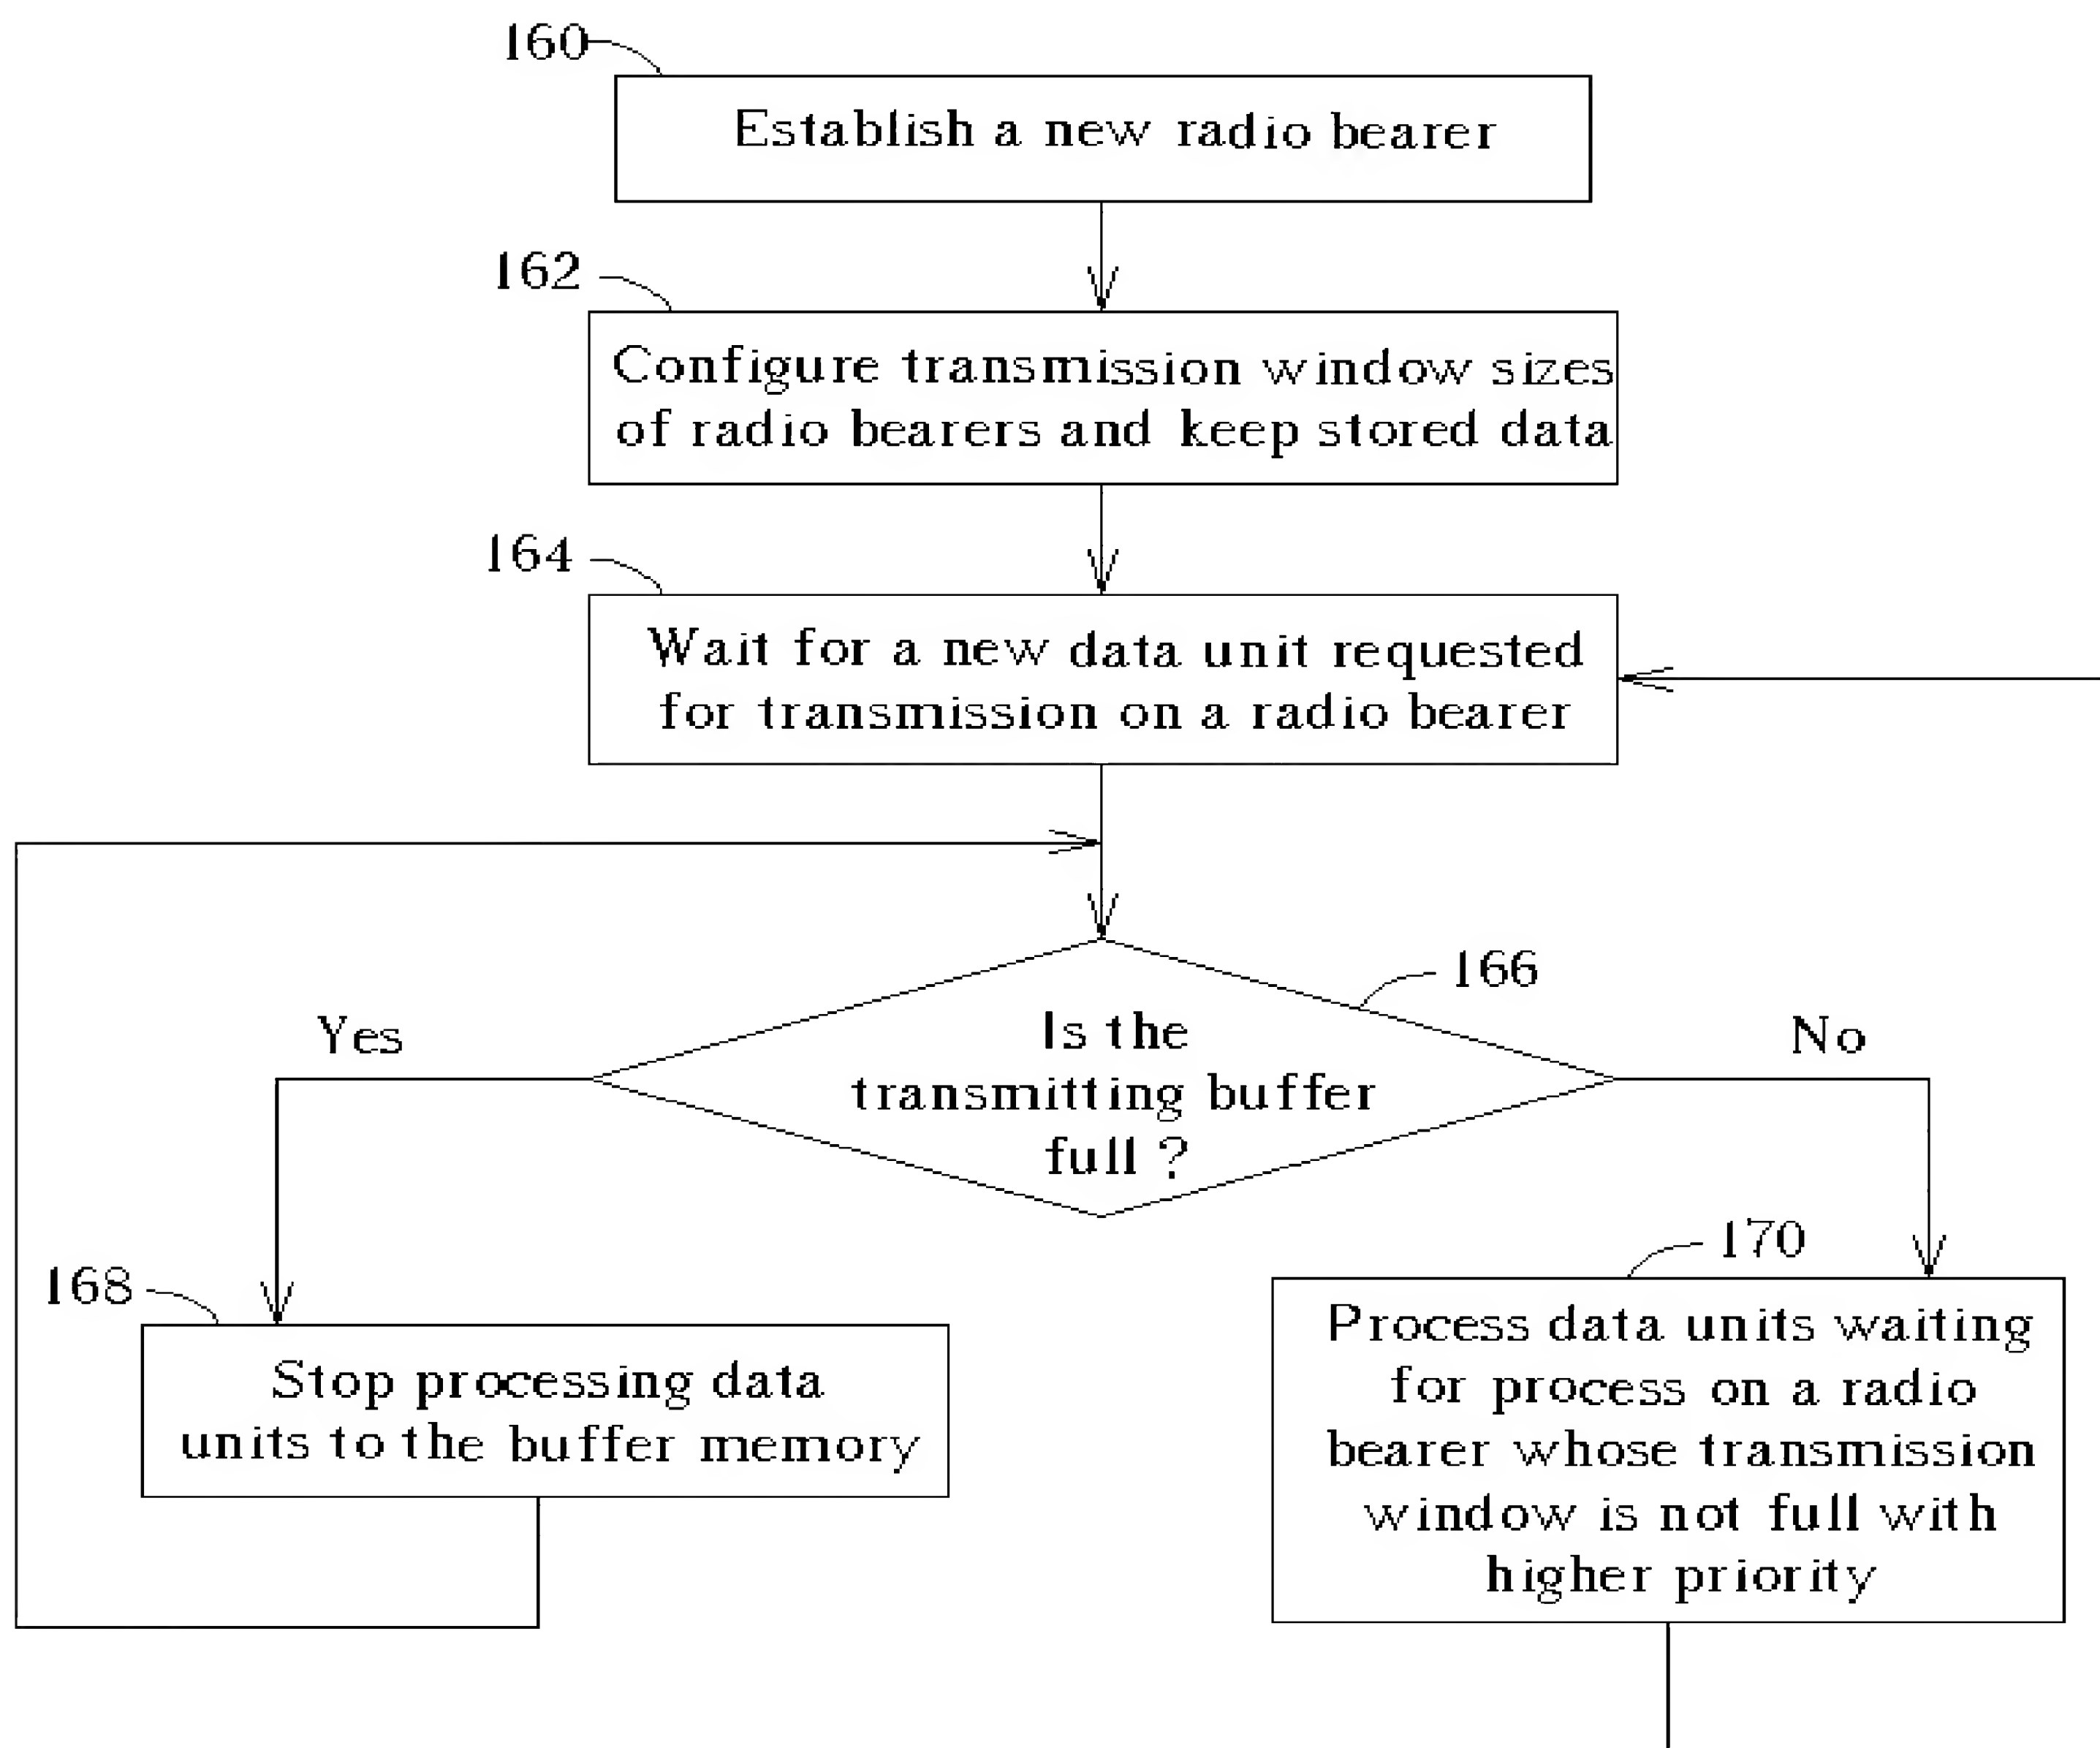 160
Establish a new radio bearer
162
Configure transmission window sizes
of radio bearers and keep stored data
164
Wait for a new data unit requested
for transmission on a radio bearer
166
Yes
No
Is the
transmitting buffer
full ?
170
168
Stop processing data
units to the buffer memory
Process data units waiting
for process on a radio
bearer whose transmission
window is not full with
higher priority